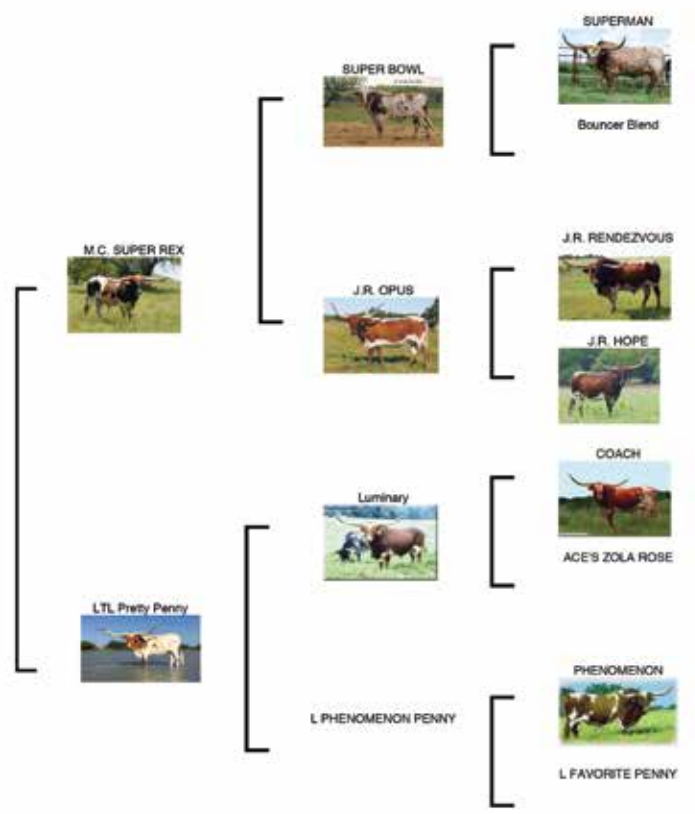 SUPERMAN
SUPER BOWL
Bouncer Blend
M.C. SUPER REX
J.R. RENDEZVOUS
J.R. OPUS
J.R. HOPE
COACH
Luminary
ACE'S ZOLA ROSE
LTL Pretty Penny
PHENOMENON
L PHENOMENON PENNY
L FAVORITE PENNY